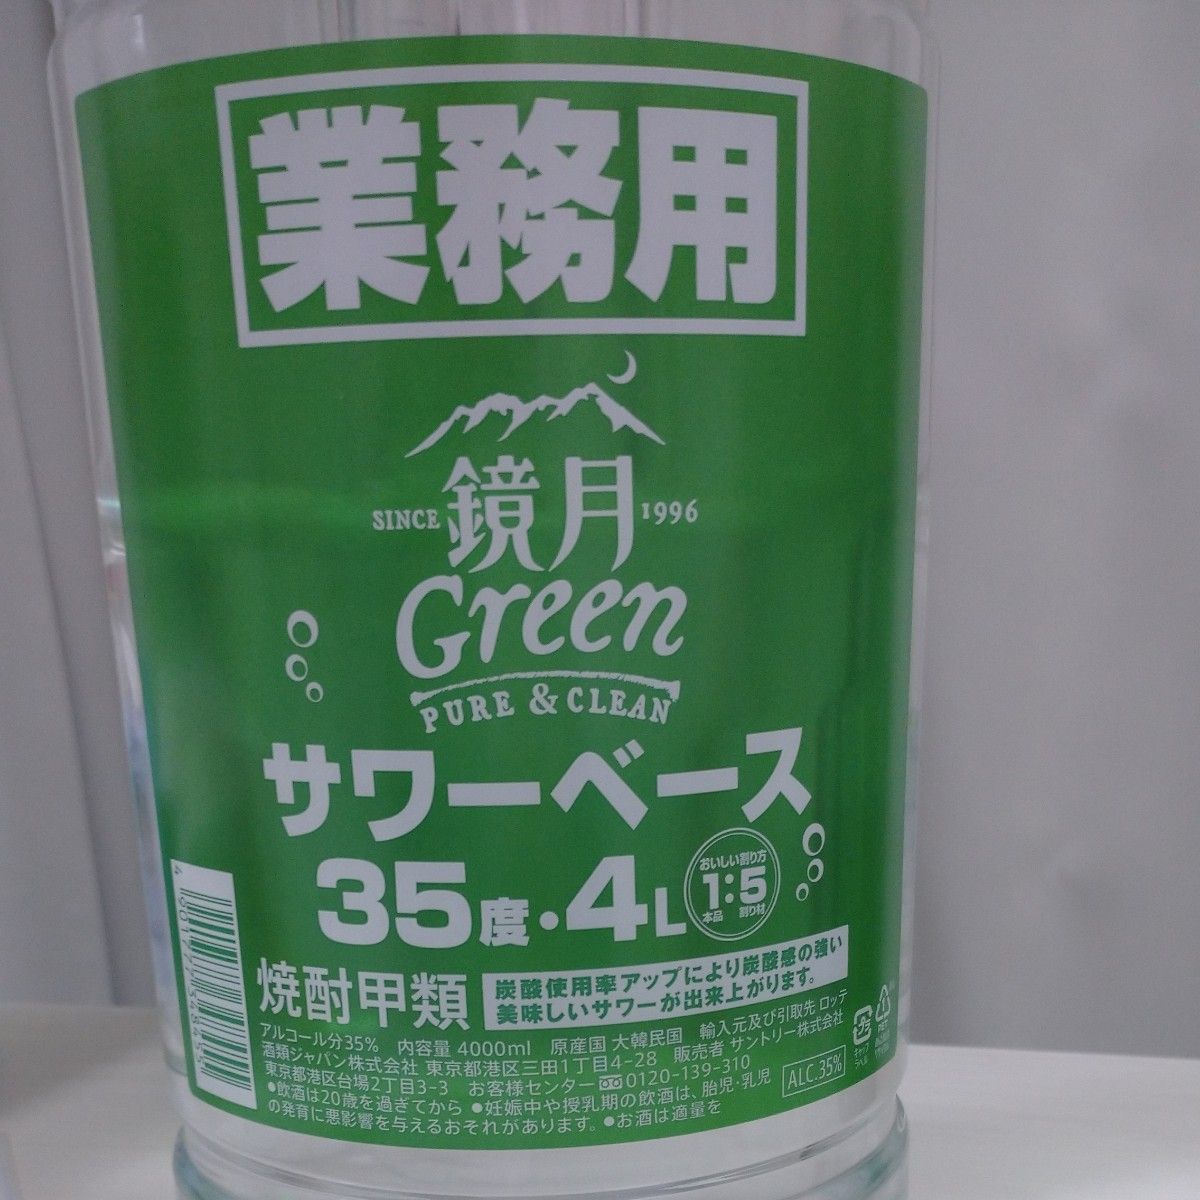 業務用
SINCE 鏡月 1996
Green
PURE & CLEAN
サワーベース
35度・4L
おいしい割り方
1:5
本品 割り材
焼酎甲類
炭酸使用率アップにより炭酸感の強い
美味しいサワーが出来上がります。
アルコール分35% 内容量 4000ml 原産国 大韓民国 輸入元及び引取先 ロッテ
酒類ジャパン株式会社 東京都港区三田1丁目4-28 販売者 サントリー株式会社
東京都港区台場2丁目3-3 お客様センター 0120-139-310
●飲酒は20歳を過ぎてから ●妊娠中や授乳期の飲酒は、胎児・乳児
の発育に悪影響を与えるおそれがあります。 ●お酒は適量を
ALC.35%
PET